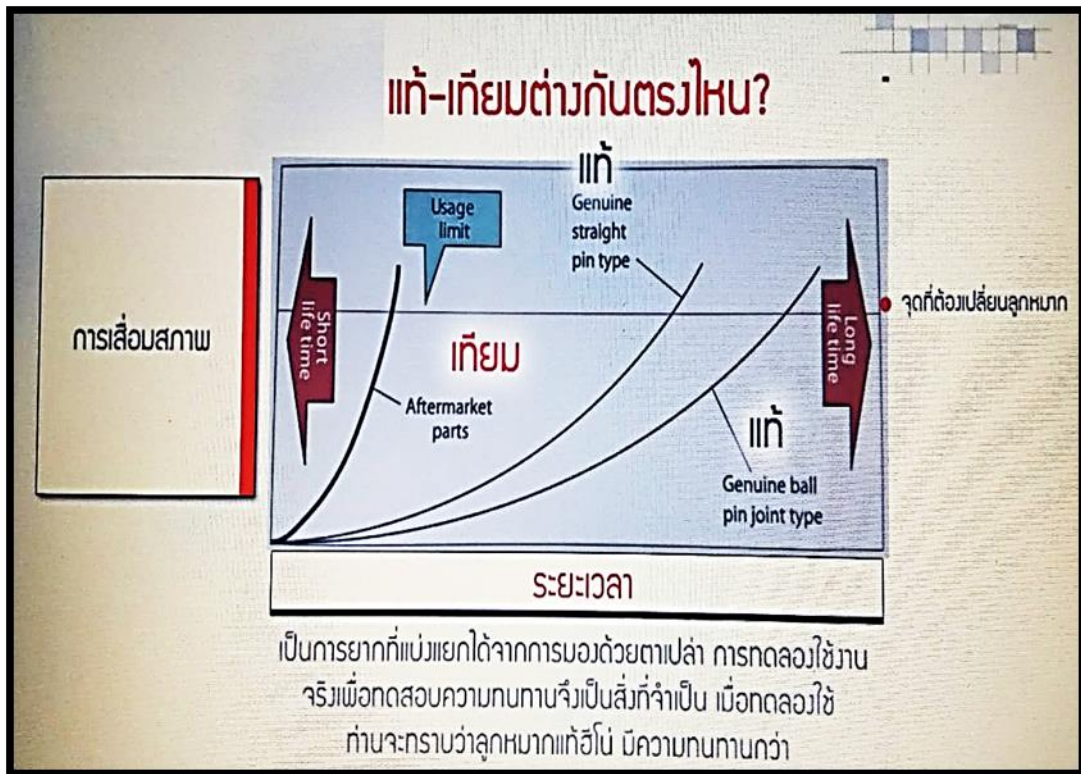 แท้-เทียมต่างกันตรงไหน?
แท้
Genuine
straight
pin type
Usage
limit
จุดที่ต้องเปลี่ยนลูกหมาก
การเสื่อมสภาพ
Short
life time
เทียม
Long
life time
Aftermarket
parts
แท้
Genuine ball
pin joint type
ระยะเวลา
เป็นการยากที่แบ่งแยกได้จากการมองด้วยตาเปล่า การทดลองใช้งาน
จริงเพื่อทดสอบความทนทานจึงเป็นสิ่งที่จำเป็น เมื่อทดลองใช้
ท่านจะทราบว่าลูกหมากแท้ฮีโน่ มีความทนทานกว่า